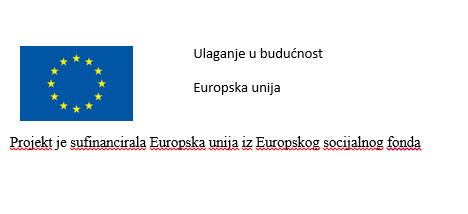 Ulaganje u budućnost
Europska unija
Projekt je sufinancirala Europska unija iz Europskog socijalnog fonda